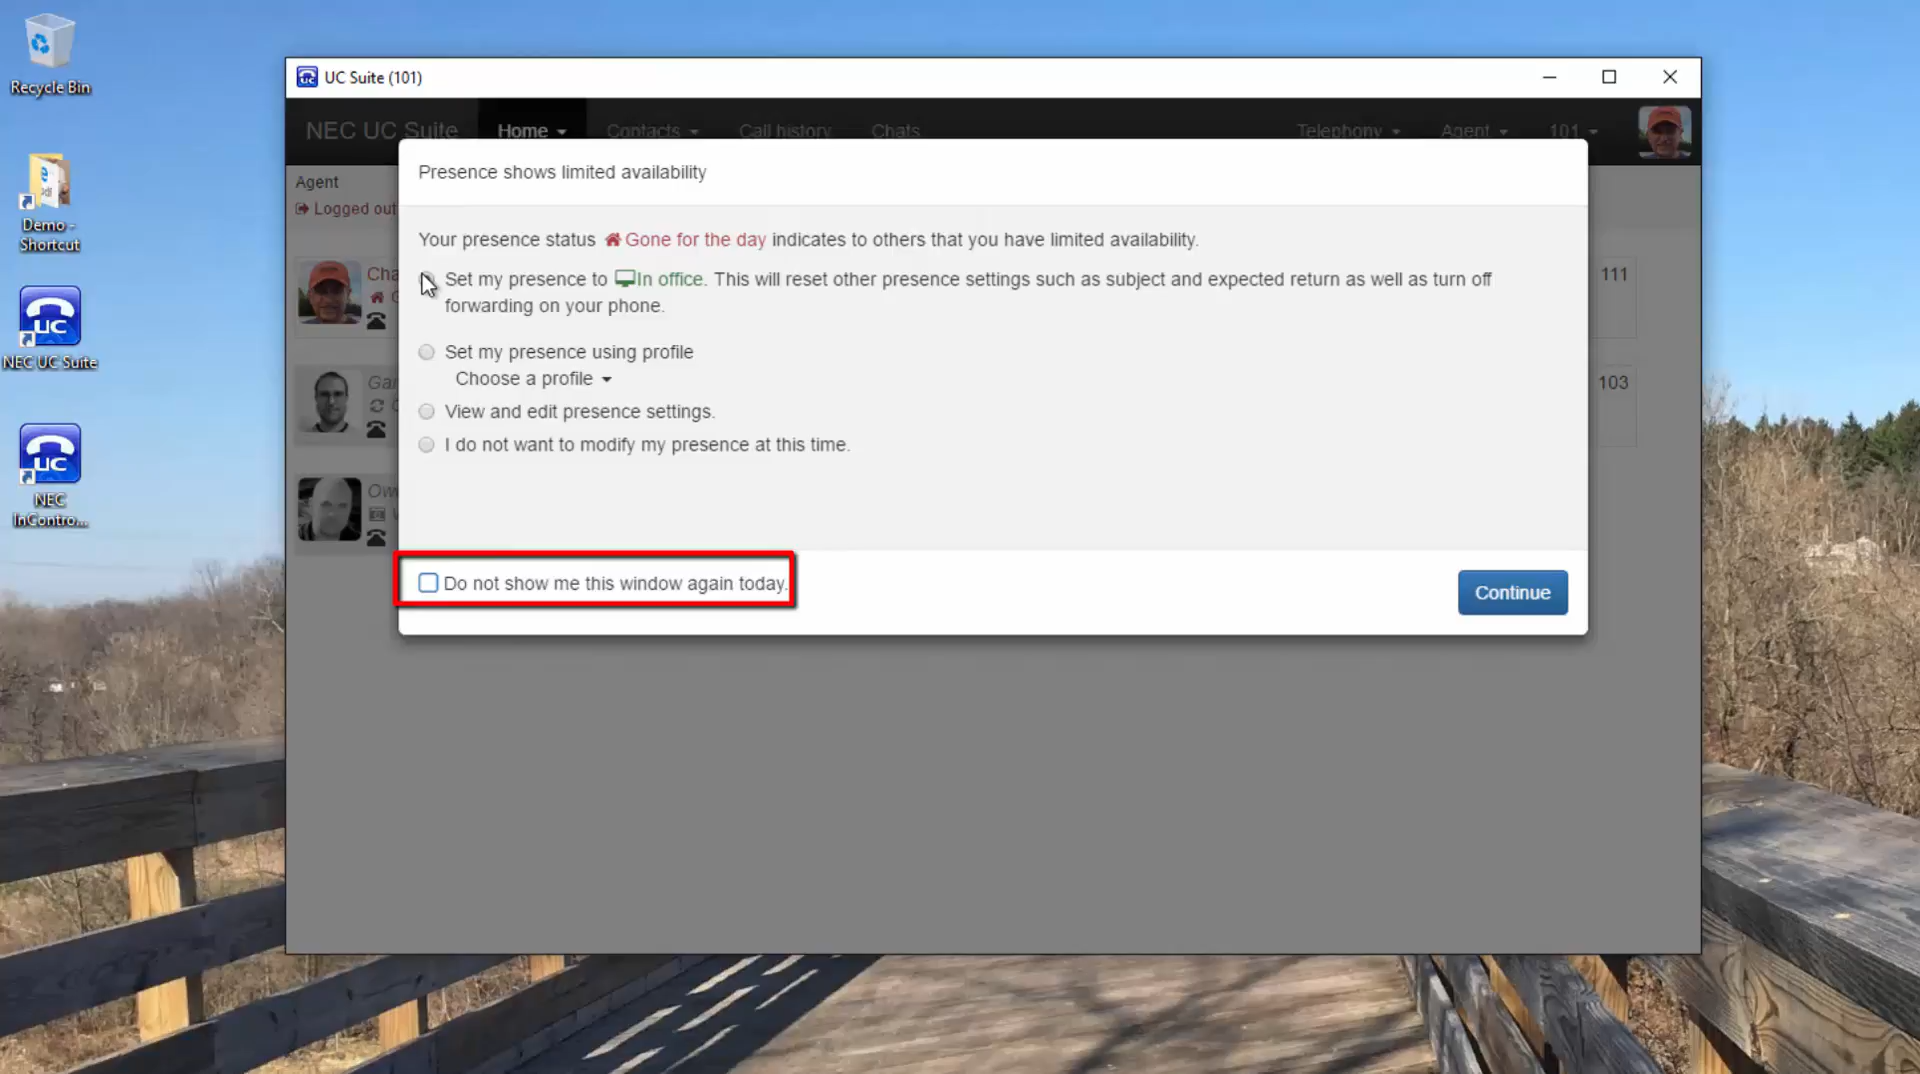 Recycle Bin
Demo -
Shortcut
NEC UC Suite
NEC
InContro...
UC Suite (101)
NEC UC Suite
Home
Contacts
Call history
Chats
Telephony
Agent
101
Agent
Logged out
Presence shows limited availability
Your presence status Gone for the day indicates to others that you have limited availability.
Set my presence to In office. This will reset other presence settings such as subject and expected return as well as turn off
forwarding on your phone.
Set my presence using profile
Choose a profile
View and edit presence settings.
I do not want to modify my presence at this time.
Do not show me this window again today.
Continue
Cha
111
Gar
103
Ow